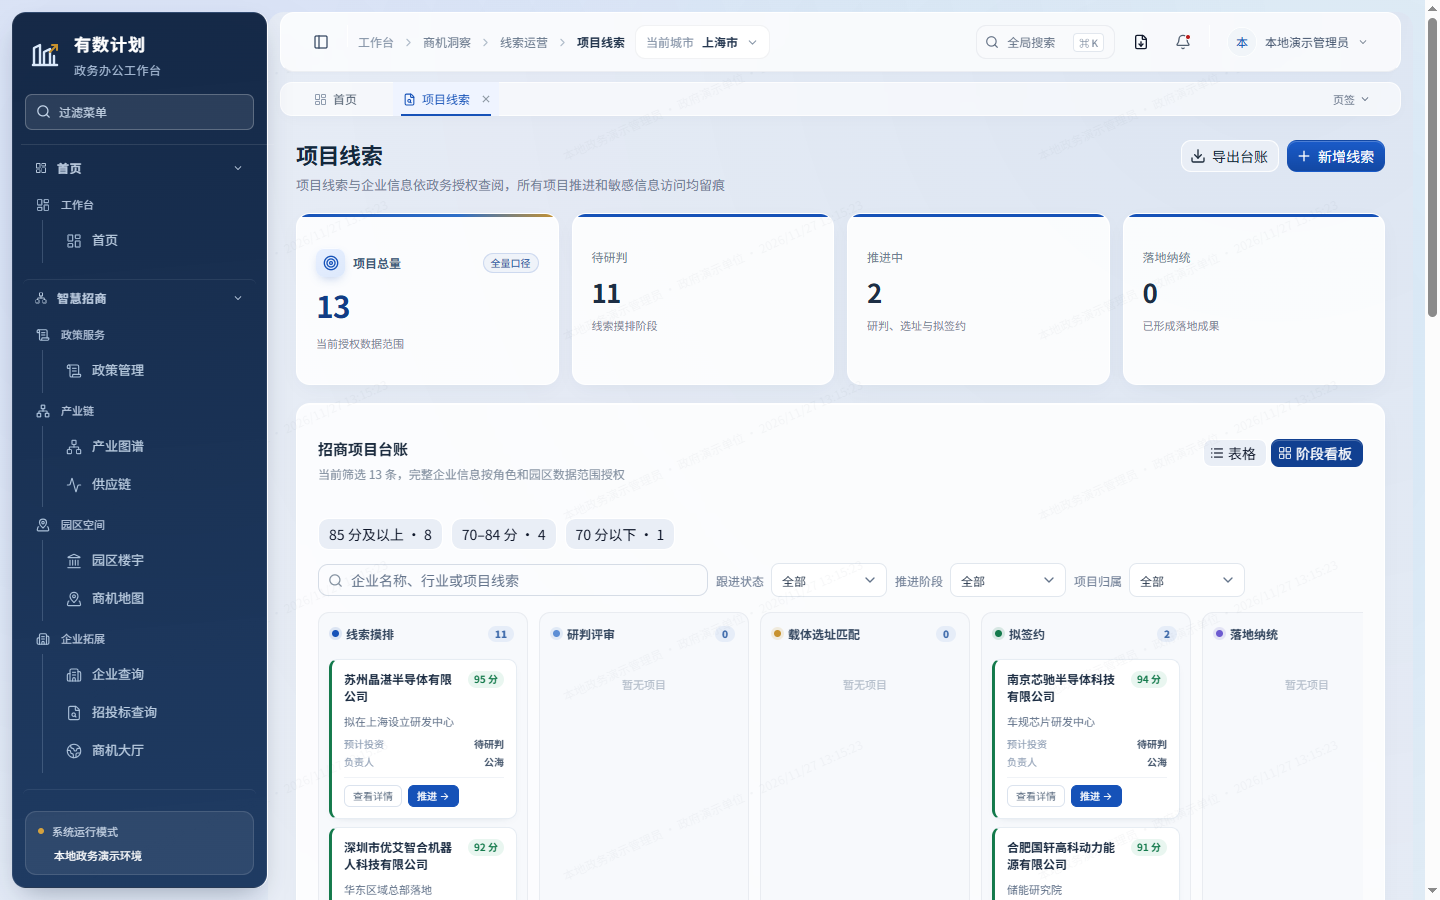 有数计划
政务办公工作台
过滤菜单
首页
工作台
首页
智慧招商
政策服务
政策管理
产业链
产业图谱
供应链
园区空间
园区楼宇
商机地图
企业拓展
企业查询
招投标查询
商机大厅
系统运行模式
本地政务演示环境
工作台 > 商机洞察 > 线索运营 > 项目线索
当前城市 上海市
全局搜索 ⌘K
本 本地演示管理员
首页
项目线索 ×
页签
项目线索
项目线索与企业信息依政务授权查阅，所有项目推进和敏感信息访问均留痕
导出台账
+ 新增线索
项目总量 全量口径
13
当前授权数据范围
待研判
11
线索摸排阶段
推进中
2
研判、选址与拟签约
落地纳统
0
已形成落地成果
招商项目台账
当前筛选 13 条，完整企业信息按角色和园区数据范围授权
表格
阶段看板
85 分及以上 · 8
70–84 分 · 4
70 分以下 · 1
企业名称、行业或项目线索
跟进状态 全部
推进阶段 全部
项目归属 全部
线索摸排 11
苏州晶湛半导体有限公司 95 分
拟在上海设立研发中心
预计投资 待研判
负责人 公海
查看详情 推进 →
深圳市优艾智合机器人科技有限公司 92 分
华东区域总部落地
研判评审 0
暂无项目
载体选址匹配 0
暂无项目
拟签约 2
南京芯驰半导体科技有限公司 94 分
车规芯片研发中心
预计投资 待研判
负责人 公海
查看详情 推进 →
合肥国轩高科动力能源有限公司 91 分
储能研究院
落地纳统
暂无项目